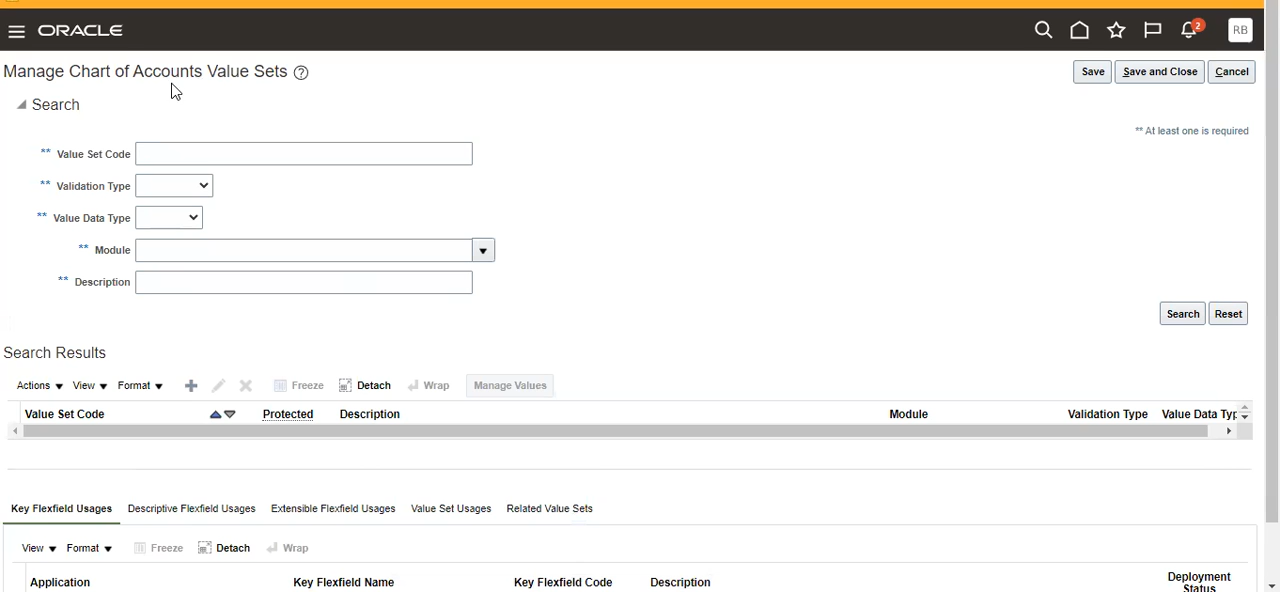 ORACLE
2
RB
Manage Chart of Accounts Value Sets ?
Save
Save and Close
Cancel
Search
** At least one is required
** Value Set Code
** Validation Type
** Value Data Type
** Module
** Description
Search
Reset
Search Results
Actions View Format Freeze Detach Wrap Manage Values
Value Set Code Protected Description Module Validation Type Value Data Typ
Key Flexfield Usages Descriptive Flexfield Usages Extensible Flexfield Usages Value Set Usages Related Value Sets
View Format Freeze Detach Wrap
Application Key Flexfield Name Key Flexfield Code Description Deployment
Status